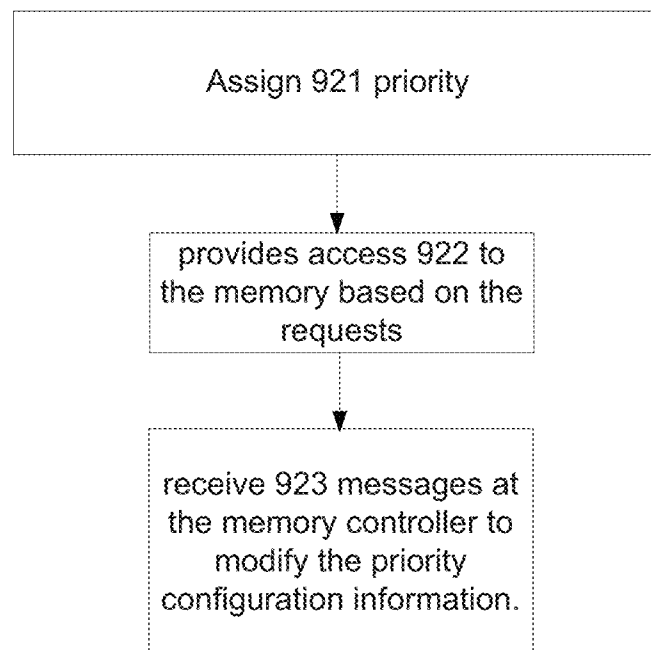 Assign 921 priority
provides access 922 to
the memory based on the
requests
receive 923 messages at
the memory controller to
modify the priority
configuration information.